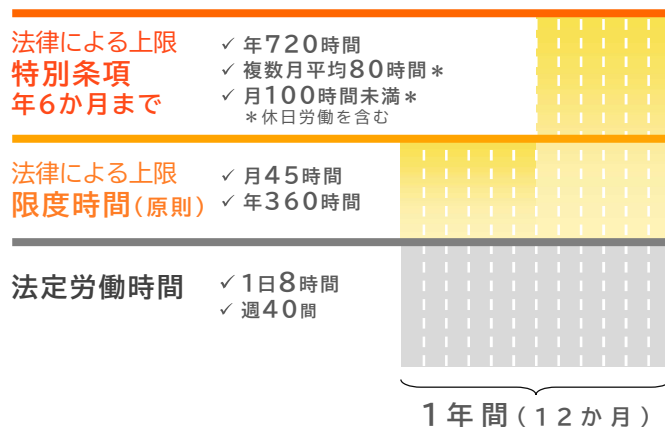 法律による上限
特別条項
年6か月まで
✓ 年720時間
✓ 複数月平均80時間＊
✓ 月100時間未満＊
＊休日労働を含む
法律による上限
限度時間(原則)
✓ 月45時間
✓ 年360時間
法定労働時間
✓ 1日8時間
✓ 週40間
1年間(12か月)